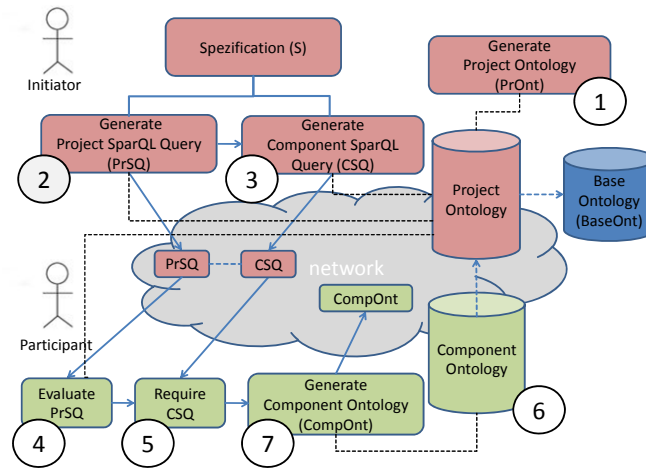 Spezification (S)
Generate
Project Ontology
(PrOnt)
1
Initiator
Generate
Project SparQL Query
(PrSQ)
2
Generate
Component SparQL
Query (CSQ)
3
Project
Ontology
Base
Ontology
(BaseOnt)
PrSQ
CSQ
network
CompOnt
Participant
Component
Ontology
6
Evaluate
PrSQ
4
Require
CSQ
5
Generate
Component Ontology
(CompOnt)
7